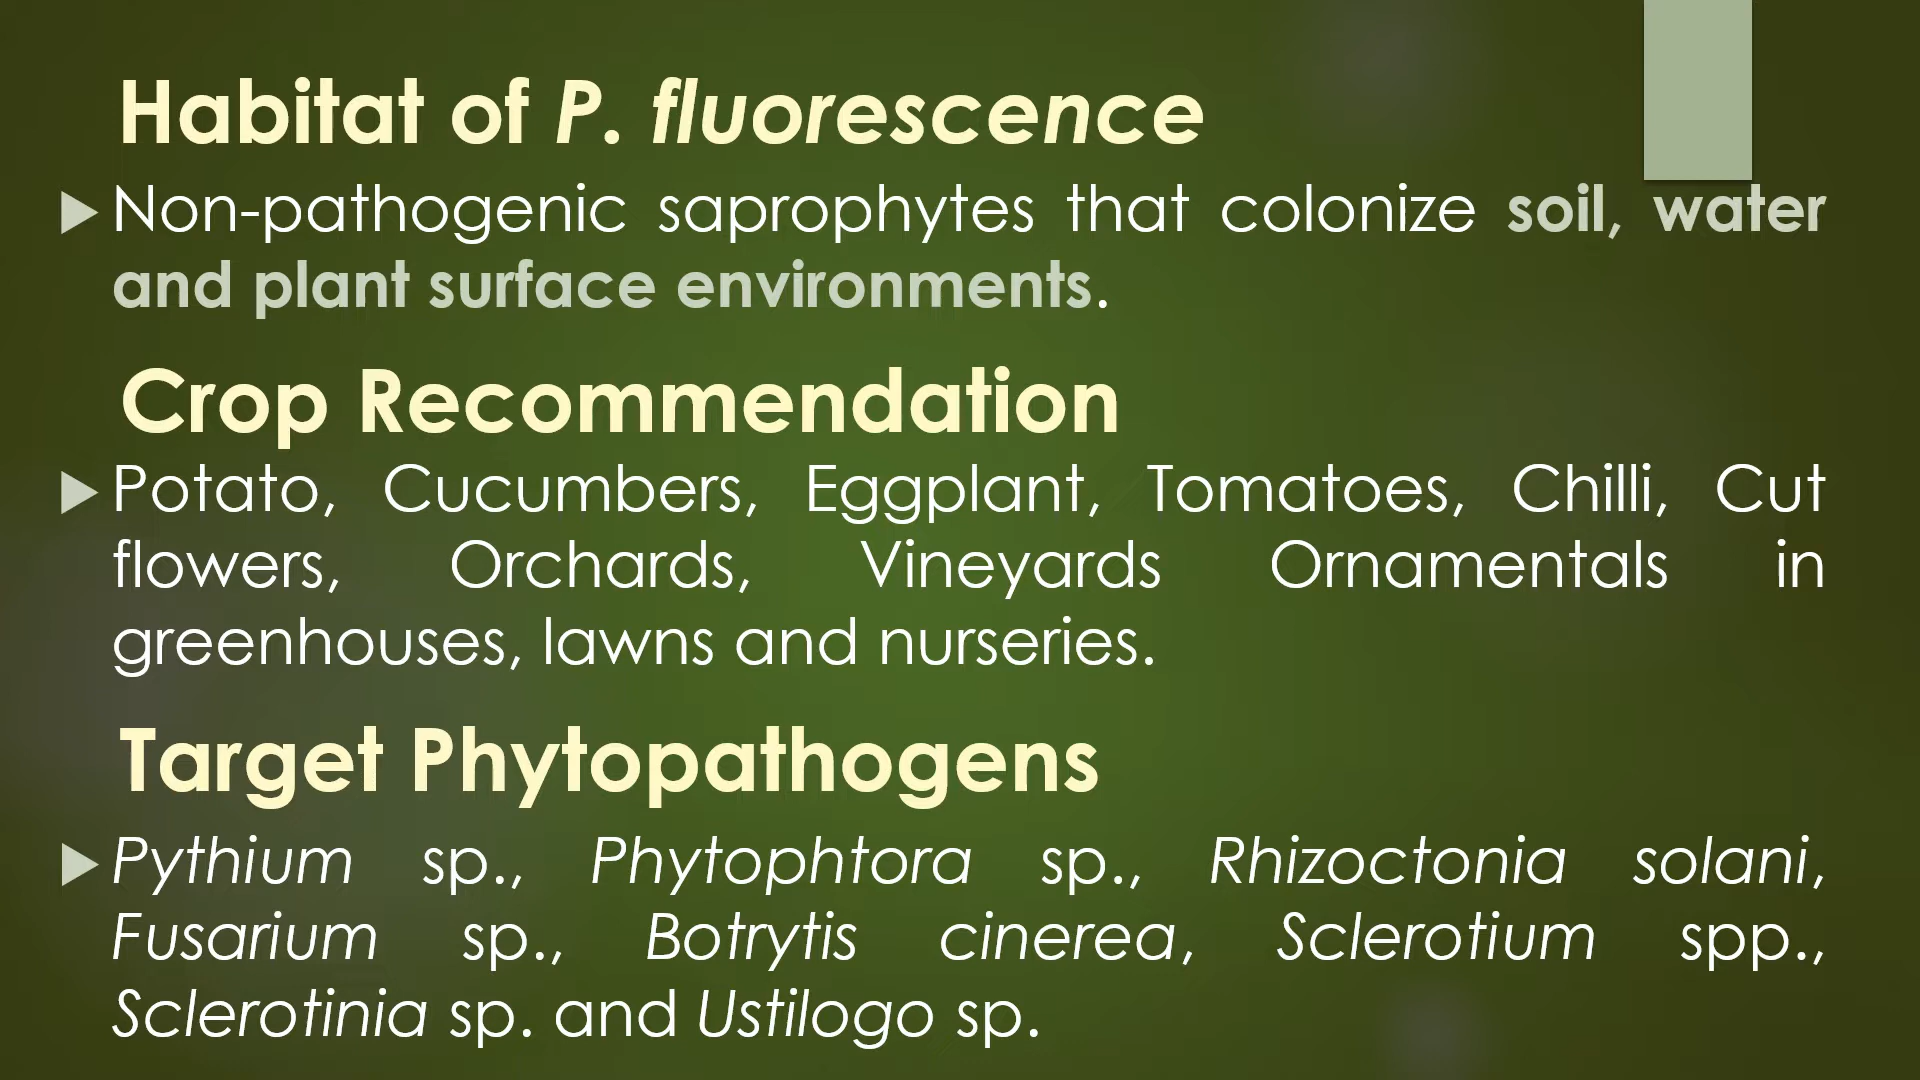 Habitat of P. fluorescence
Non-pathogenic saprophytes that colonize soil, water
and plant surface environments.
Crop Recommendation
Potato, Cucumbers, Eggplant, Tomatoes, Chilli, Cut
flowers, Orchards, Vineyards Ornamentals in
greenhouses, lawns and nurseries.
Target Phytopathogens
Pythium sp., Phytophtora sp., Rhizoctonia solani,
Fusarium sp., Botrytis cinerea, Sclerotium spp.,
Sclerotinia sp. and Ustilogo sp.